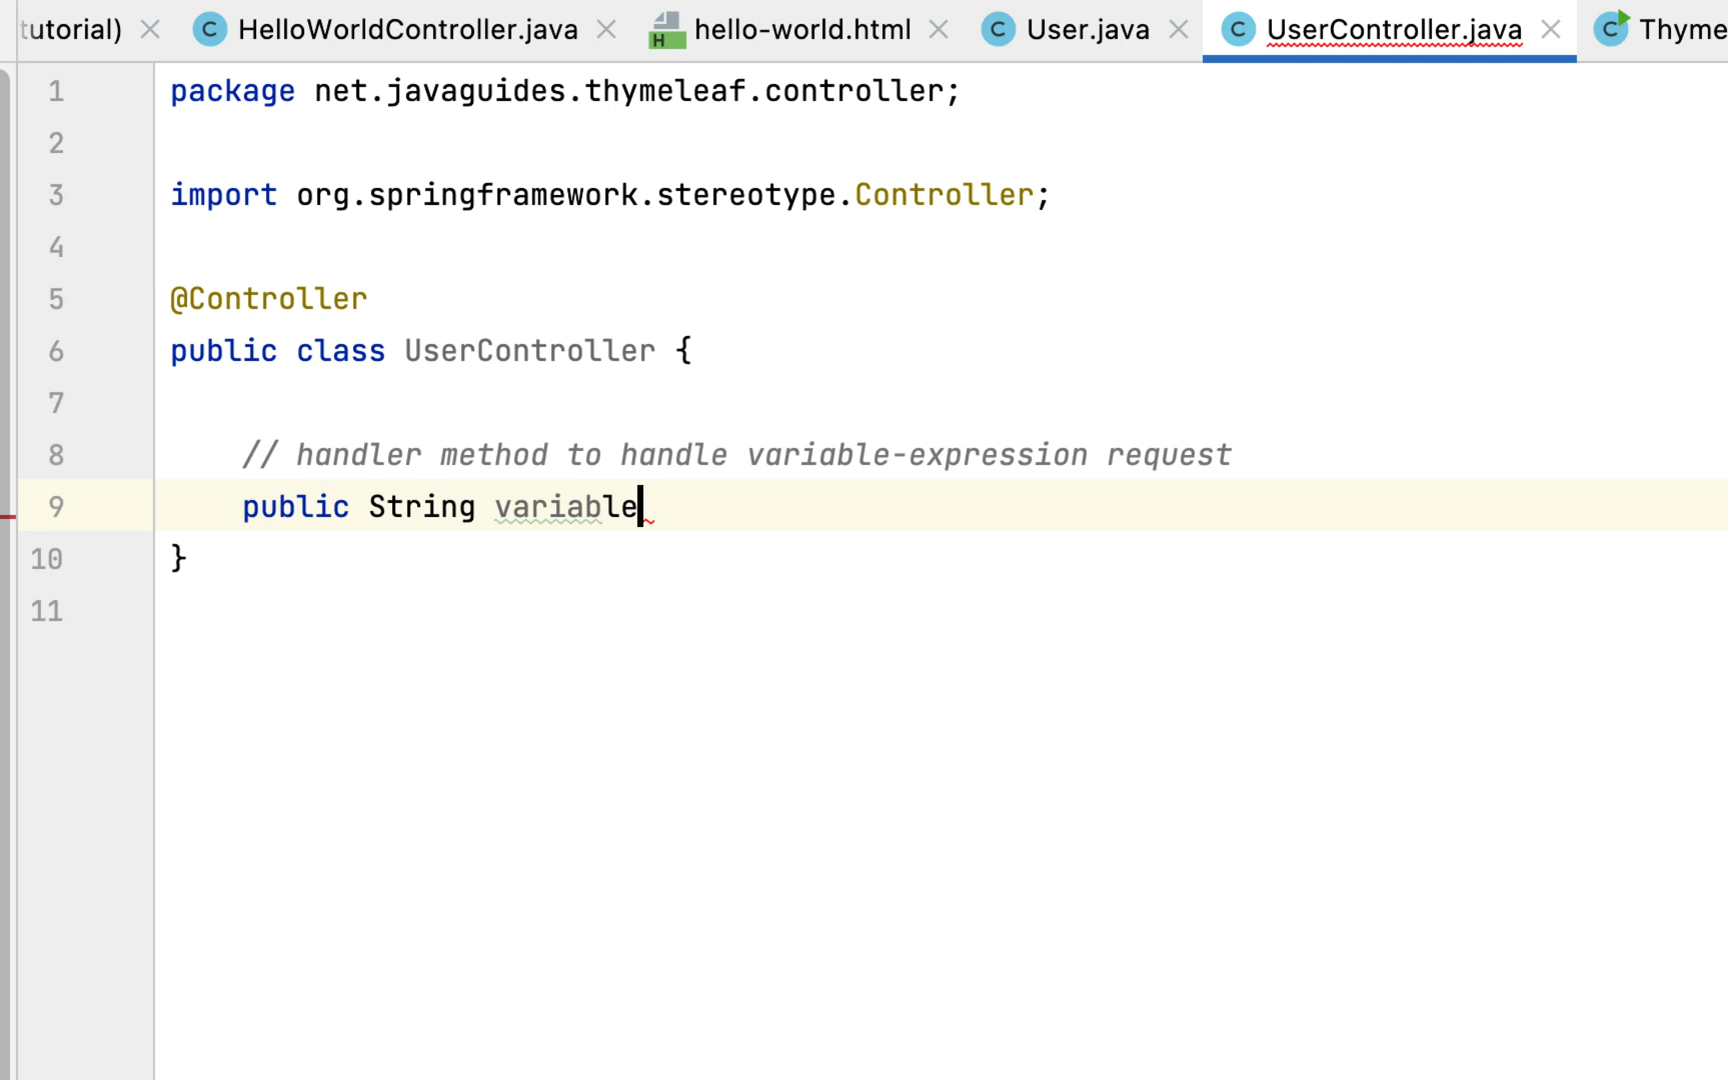 utorial) HelloWorldController.java hello-world.html User.java UserController.java Thyme
1 package net.javaguides.thymeleaf.controller;
2
3 import org.springframework.stereotype.Controller;
4
5 @Controller
6 public class UserController {
7
8 // handler method to handle variable-expression request
9 public String variable
10 }
11